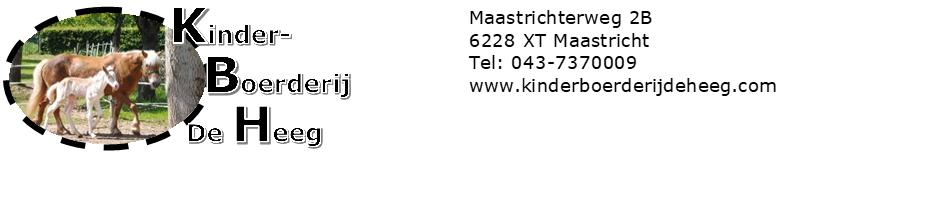 Kinder-
Boerderij
De Heeg
Maastrichterweg 2B
6228 XT Maastricht
Tel: 043-7370009
www.kinderboerderijdeheeg.com